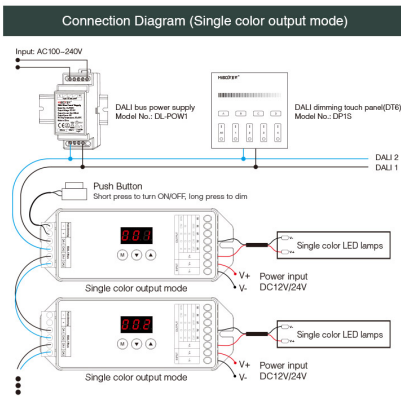 Connection Diagram (Single color output mode)
Input: AC100~240V
DALI bus power supply
Model No.: DL-POW1
DALI dimming touch panel(DT6)
Model No.: DP1S
DALI 2
DALI 1
Push Button
Short press to turn ON/OFF, long press to dim
001
M
Single color LED lamps
V+
V-
Power input
DC12V/24V
Single color output mode
002
M
Single color LED lamps
V+
V-
Power input
DC12V/24V
Single color output mode